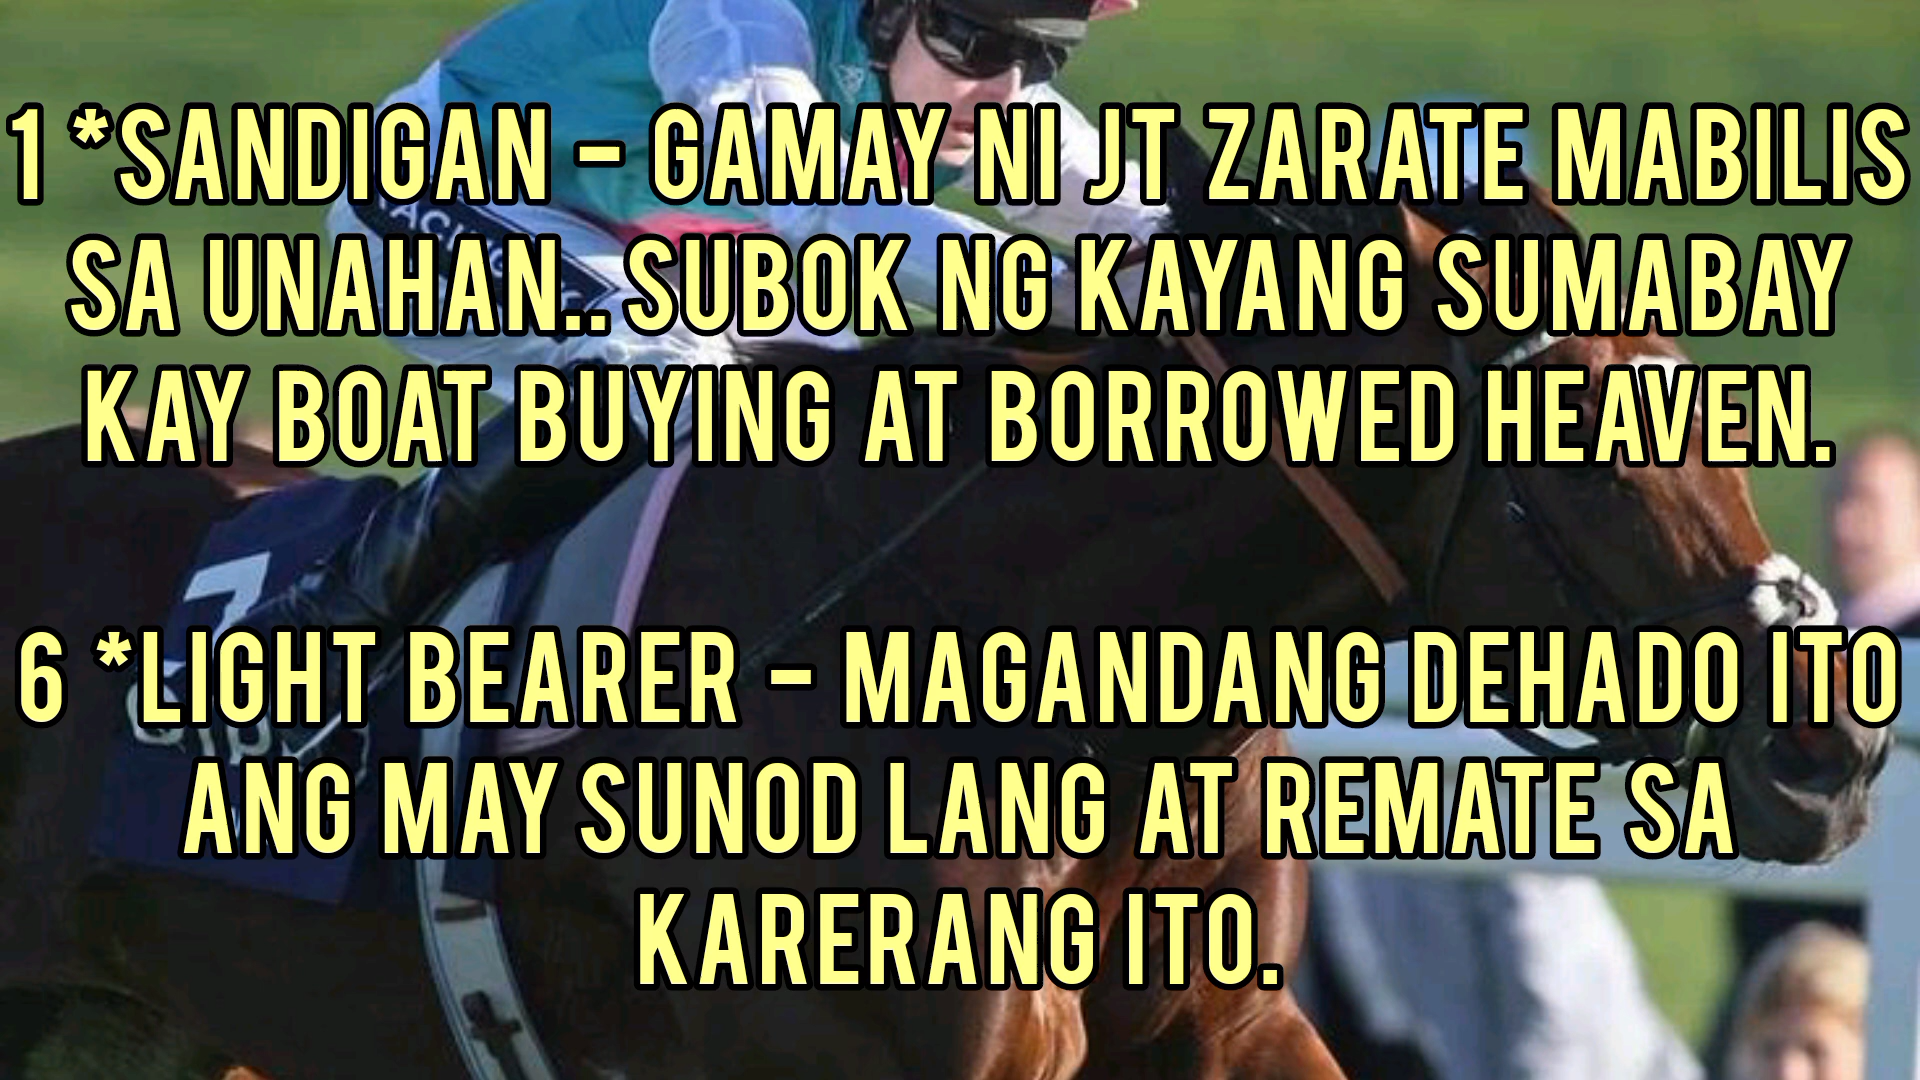 1 *SANDIGAN - GAMAY NI JT ZARATE MABILIS
SA UNAHAN.. SUBOK NG KAYANG SUMABAY
KAY BOAT BUYING AT BORROWED HEAVEN.
6 *LIGHT BEARER - MAGANDANG DEHADO ITO
ANG MAY SUNOD LANG AT REMATE SA
KARERANG ITO.
7